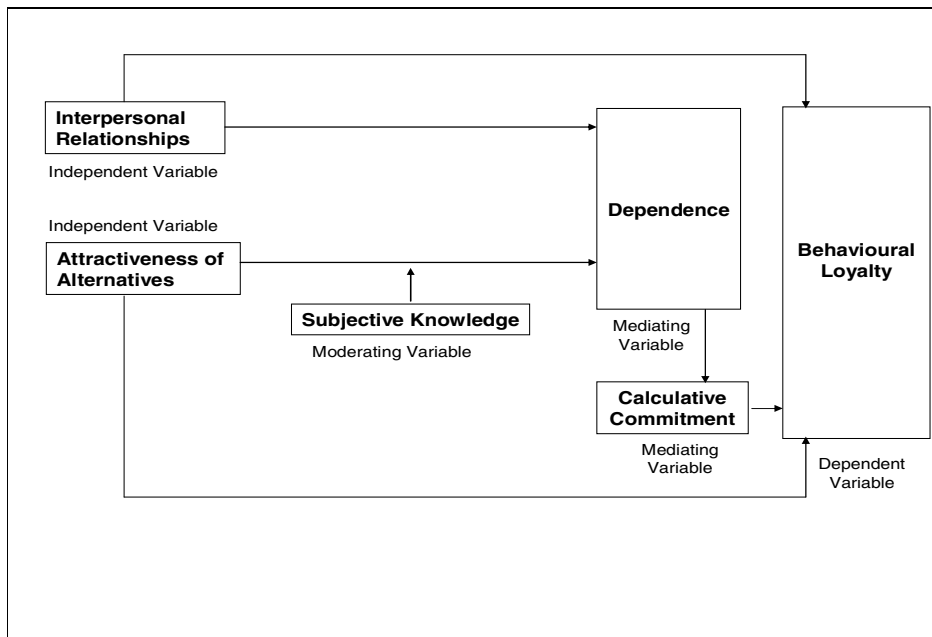 Interpersonal
Relationships
Independent Variable
Independent Variable
Attractiveness of
Alternatives
Subjective Knowledge
Moderating Variable
Dependence
Mediating
Variable
Calculative
Commitment
Mediating
Variable
Behavioural
Loyalty
Dependent
Variable